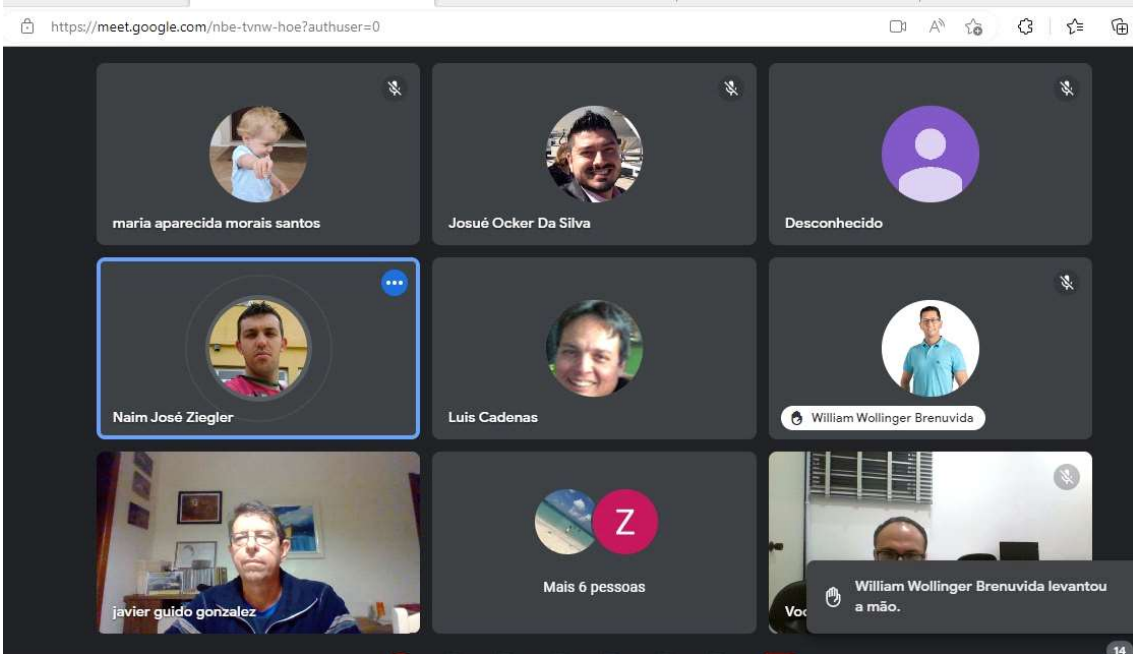 https://meet.google.com/nbe-tvnw-hoe?authuser=0
maria aparecida morais santos
Josué Ocker Da Silva
Desconhecido
Naim José Ziegler
Luis Cadenas
William Wollinger Brenuvida
javier guido gonzalez
Z
Mais 6 pessoas
Voc
William Wollinger Brenuvida levantou
a mão.
14